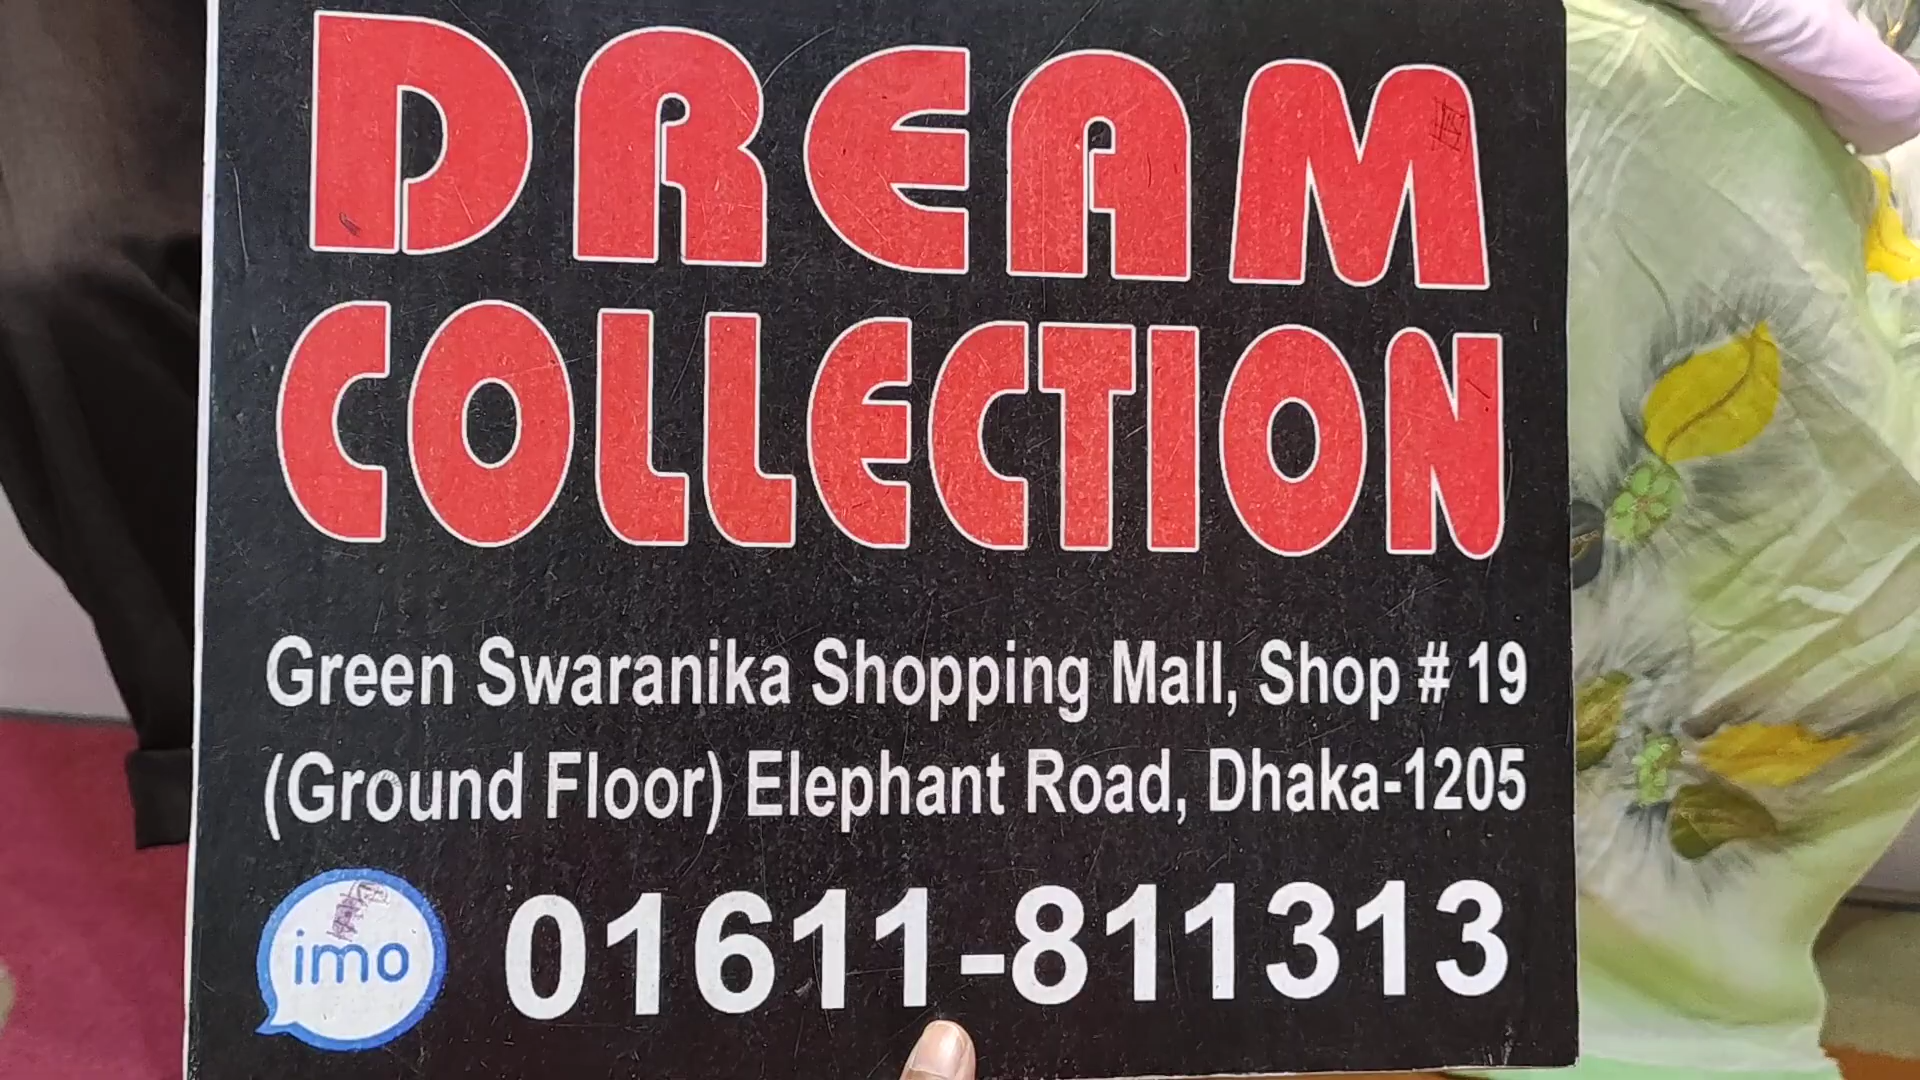 DREAM
COLLECTION
Green Swaranika Shopping Mall, Shop # 19
(Ground Floor) Elephant Road, Dhaka-1205
imo 01611-811313